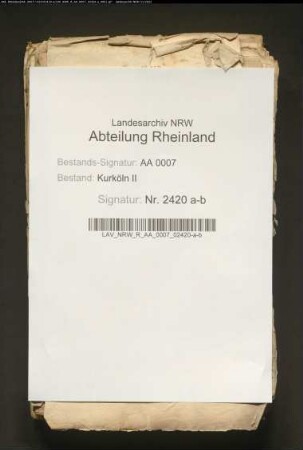 Landesarchiv NRW
Abteilung Rheinland
Bestands-Signatur: AA 0007
Bestand: Kurköln II
Signatur: Nr. 2420 a-b
LAV_NRW_R_AA_0007_02420-a-b